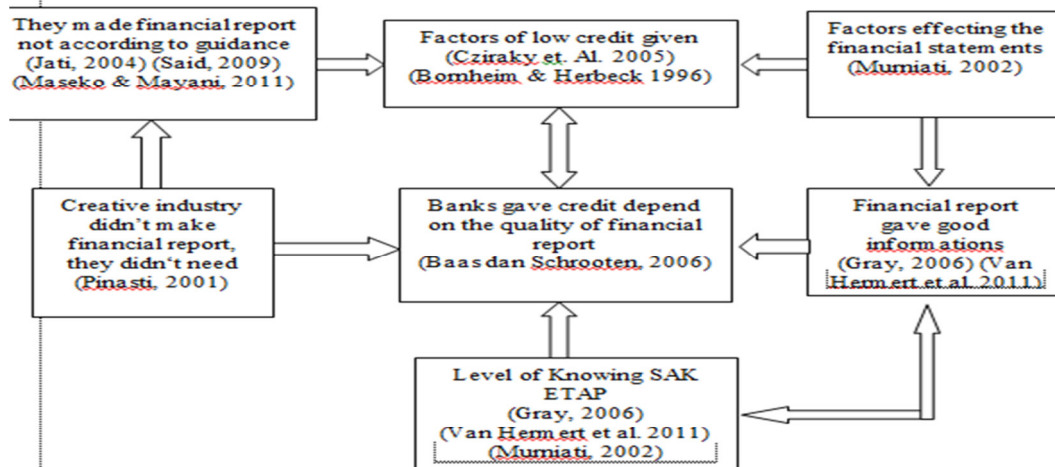 They made financial report
not according to guidance
(Jati, 2004) (Said, 2009)
(Maseko & Mayani, 2011)
Factors of low credit given
(Cziraky et. Al. 2005)
(Bornheim & Herbeck 1996)
Factors effecting the
financial statements
(Murniati, 2002)
Creative industry
didn't make
financial report,
they didn't need
(Pinasti, 2001)
Banks gave credit depend
on the quality of financial
report
(Baas dan Schrooten, 2006)
Financial report
gave good
informations
(Gray, 2006) (Van
Hermert et al. 2011)
Level of Knowing SAK
ETAP
(Gray, 2006)
(Van Hermert et al. 2011)
(Murniati, 2002)